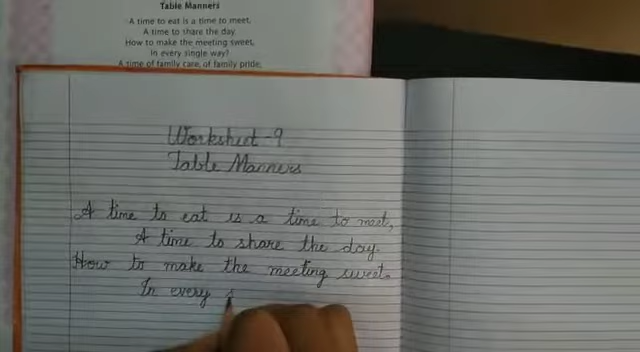 Table Manners
A time to eat is a time to meet,
A time to share the day.
How to make the meeting sweet,
In every single way?
A time of family care, of family pride,
Worksheet-9
Table Manners
A time to eat is a time to meet,
A time to share the day.
How to make the meeting sweet.
In every s